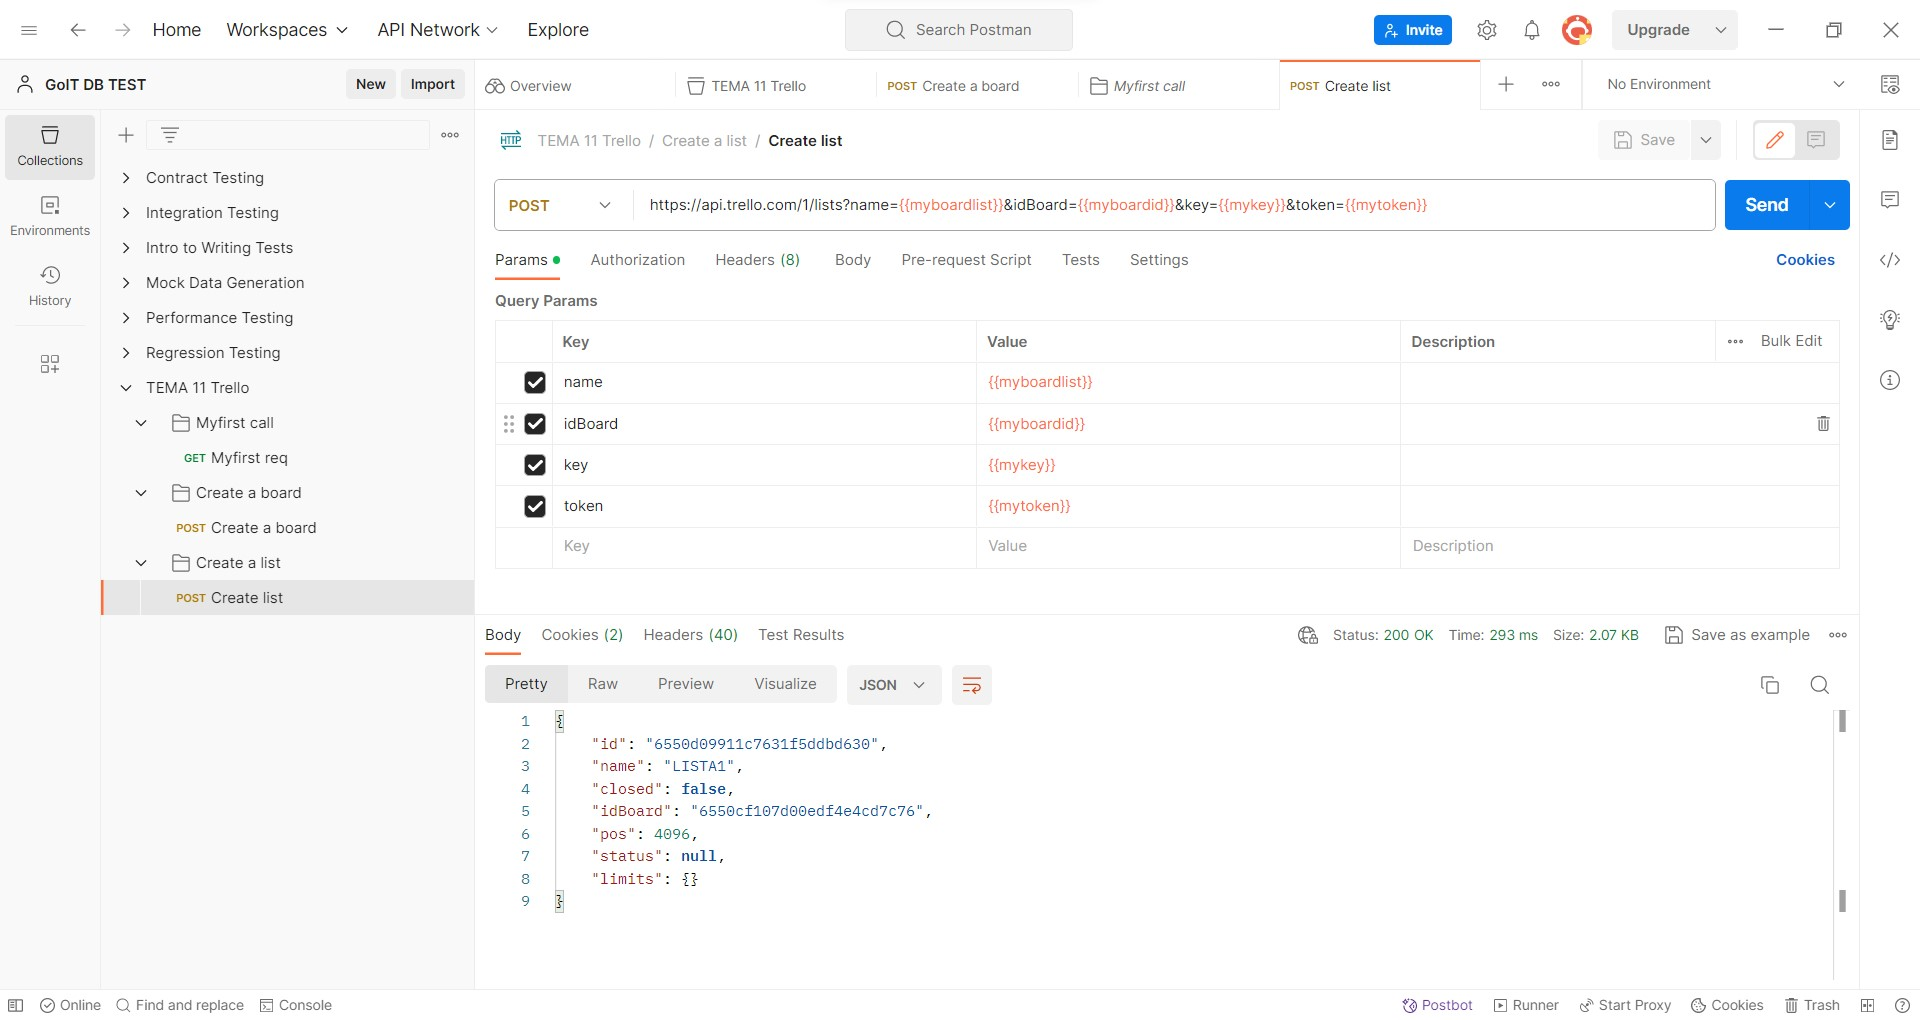 Home Workspaces API Network Explore Search Postman Invite Upgrade
GoIT DB TEST New Import Overview TEMA 11 Trello POST Create a board Myfirst call POST Create list No Environment
Collections
Environments
History
Contract Testing
Integration Testing
Intro to Writing Tests
Mock Data Generation
Performance Testing
Regression Testing
TEMA 11 Trello
Myfirst call
GET Myfirst req
Create a board
POST Create a board
Create a list
POST Create list
HTTP TEMA 11 Trello / Create a list / Create list Save
POST https://api.trello.com/1/lists?name={{myboardlist}}&idBoard={{myboardid}}&key={{mykey}}&token={{mytoken}} Send
Params Authorization Headers (8) Body Pre-request Script Tests Settings Cookies
Query Params
Key Value Description Bulk Edit
name {{myboardlist}}
idBoard {{myboardid}}
key {{mykey}}
token {{mytoken}}
Key Value Description
Body Cookies (2) Headers (40) Test Results Status: 200 OK Time: 293 ms Size: 2.07 KB Save as example
Pretty Raw Preview Visualize JSON
1 {
2 "id": "6550d09911c7631f5ddbd630",
3 "name": "LISTA1",
4 "closed": false,
5 "idBoard": "6550cf107d00edf4e4cd7c76",
6 "pos": 4096,
7 "status": null,
8 "limits": {}
9 }
Online Find and replace Console Postbot Runner Start Proxy Cookies Trash